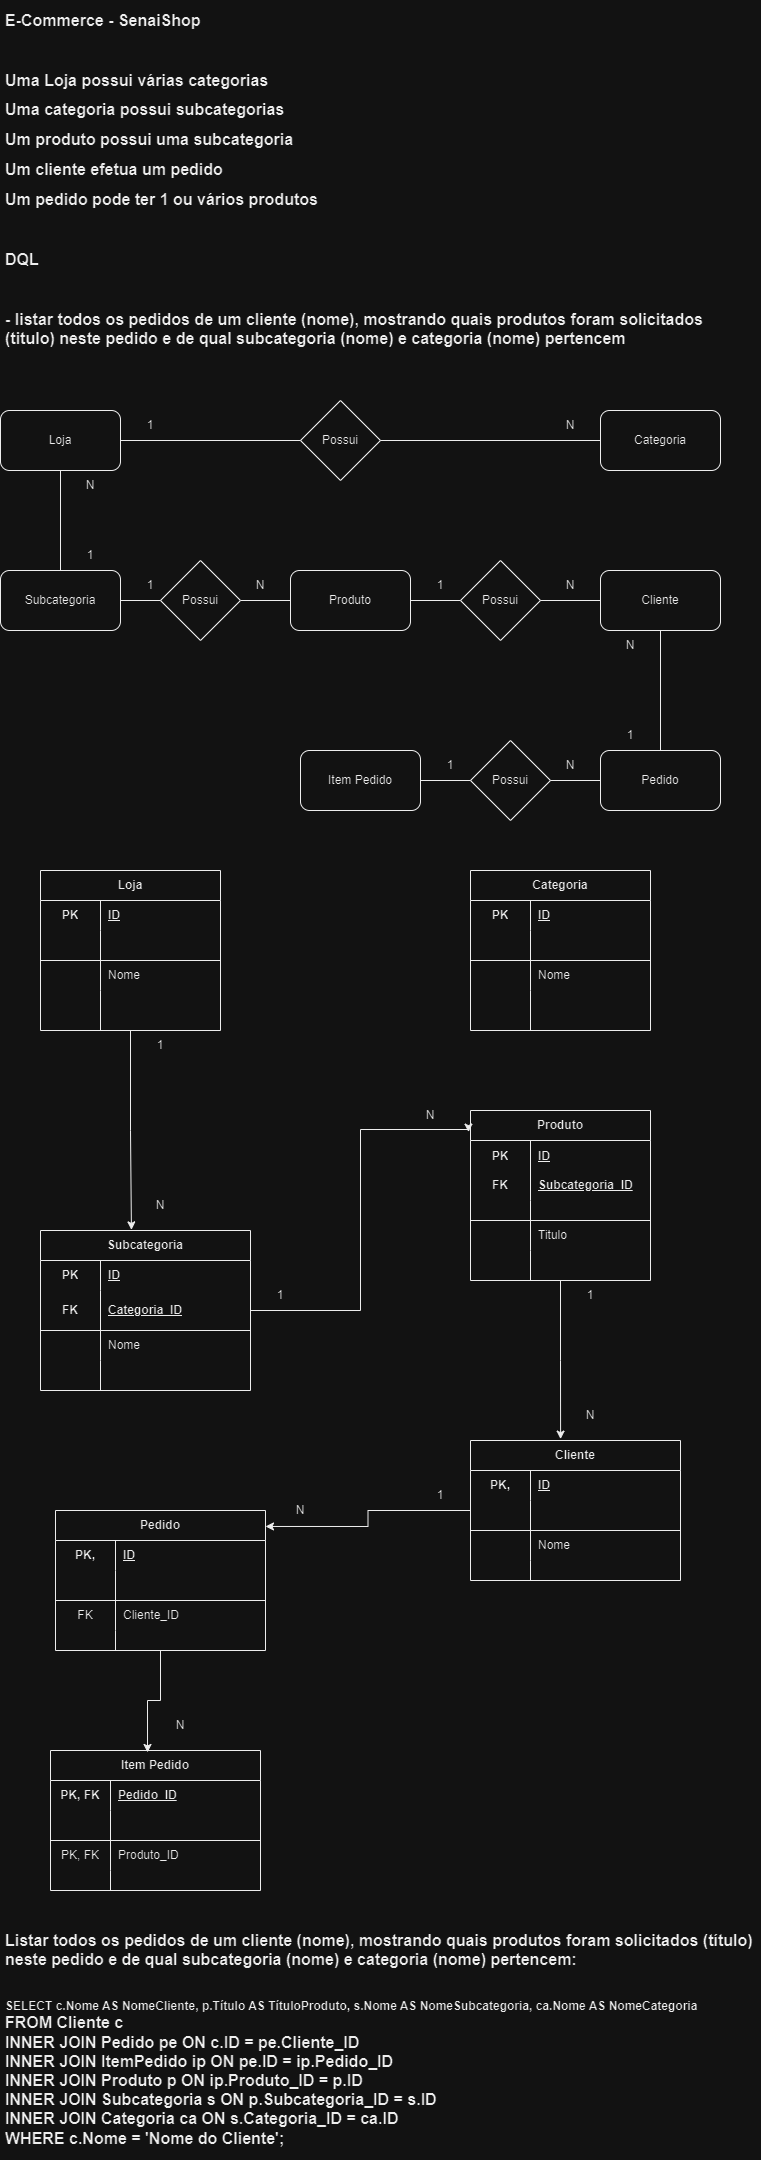 E-Commerce - SenaiShop
Uma Loja possui várias categorias
Uma categoria possui subcategorias
Um produto possui uma subcategoria
Um cliente efetua um pedido
Um pedido pode ter 1 ou vários produtos
DQL
- listar todos os pedidos de um cliente (nome), mostrando quais produtos foram solicitados
(titulo) neste pedido e de qual subcategoria (nome) e categoria (nome) pertencem
Loja
1
Possui
N
Categoria
N
1
Subcategoria
1
Possui
N
Produto
1
Possui
N
Cliente
N
1
Item Pedido
1
Possui
N
Pedido
Loja
PK
ID
Nome
Categoria
PK
ID
Nome
1
N
Produto
PK
ID
FK
Subcategoria_ID
Titulo
N
Subcategoria
PK
ID
FK
Categoria_ID
Nome
1
1
N
Cliente
PK,
ID
Nome
1
N
Pedido
PK,
ID
FK
Cliente_ID
N
Item Pedido
PK, FK
Pedido_ID
PK, FK
Produto_ID
Listar todos os pedidos de um cliente (nome), mostrando quais produtos foram solicitados (título)
neste pedido e de qual subcategoria (nome) e categoria (nome) pertencem:
SELECT c.Nome AS NomeCliente, p.Título AS TítuloProduto, s.Nome AS NomeSubcategoria, ca.Nome AS NomeCategoria
FROM Cliente c
INNER JOIN Pedido pe ON c.ID = pe.Cliente_ID
INNER JOIN ItemPedido ip ON pe.ID = ip.Pedido_ID
INNER JOIN Produto p ON ip.Produto_ID = p.ID
INNER JOIN Subcategoria s ON p.Subcategoria_ID = s.ID
INNER JOIN Categoria ca ON s.Categoria_ID = ca.ID
WHERE c.Nome = 'Nome do Cliente';